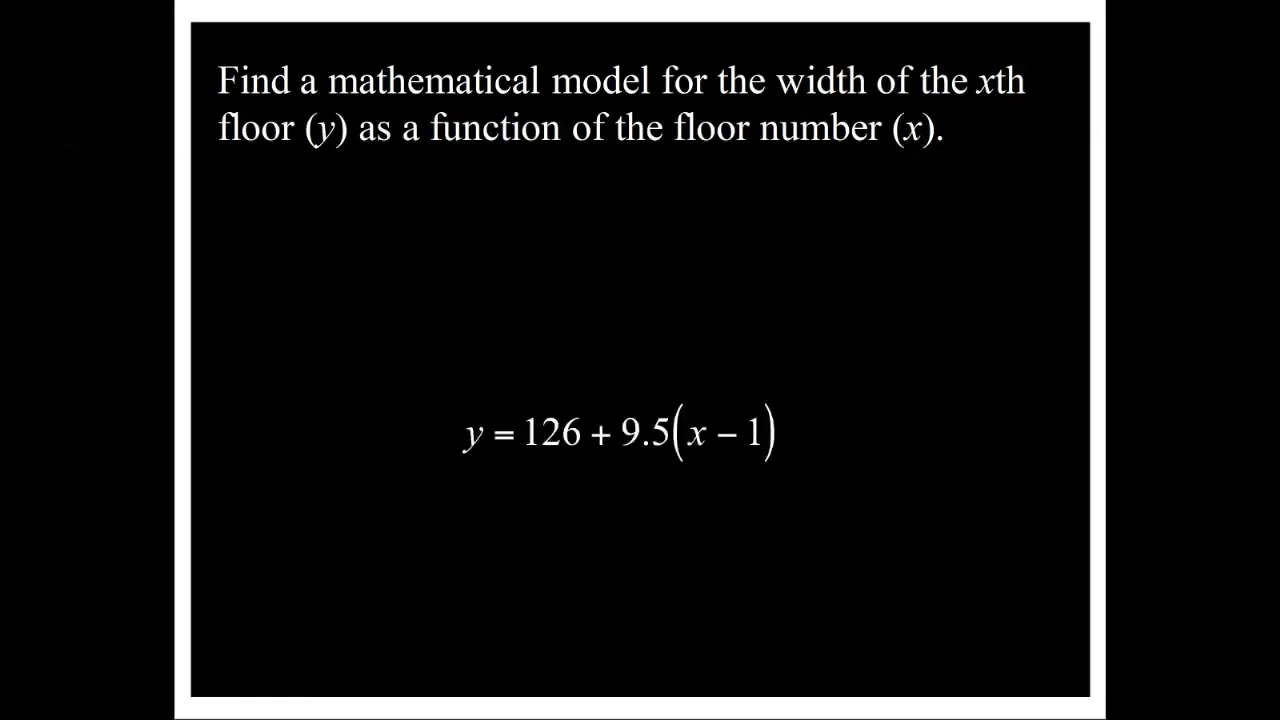 Find a mathematical model for the width of the xth
floor (y) as a function of the floor number (x).
y = 126 + 9.5(x − 1)